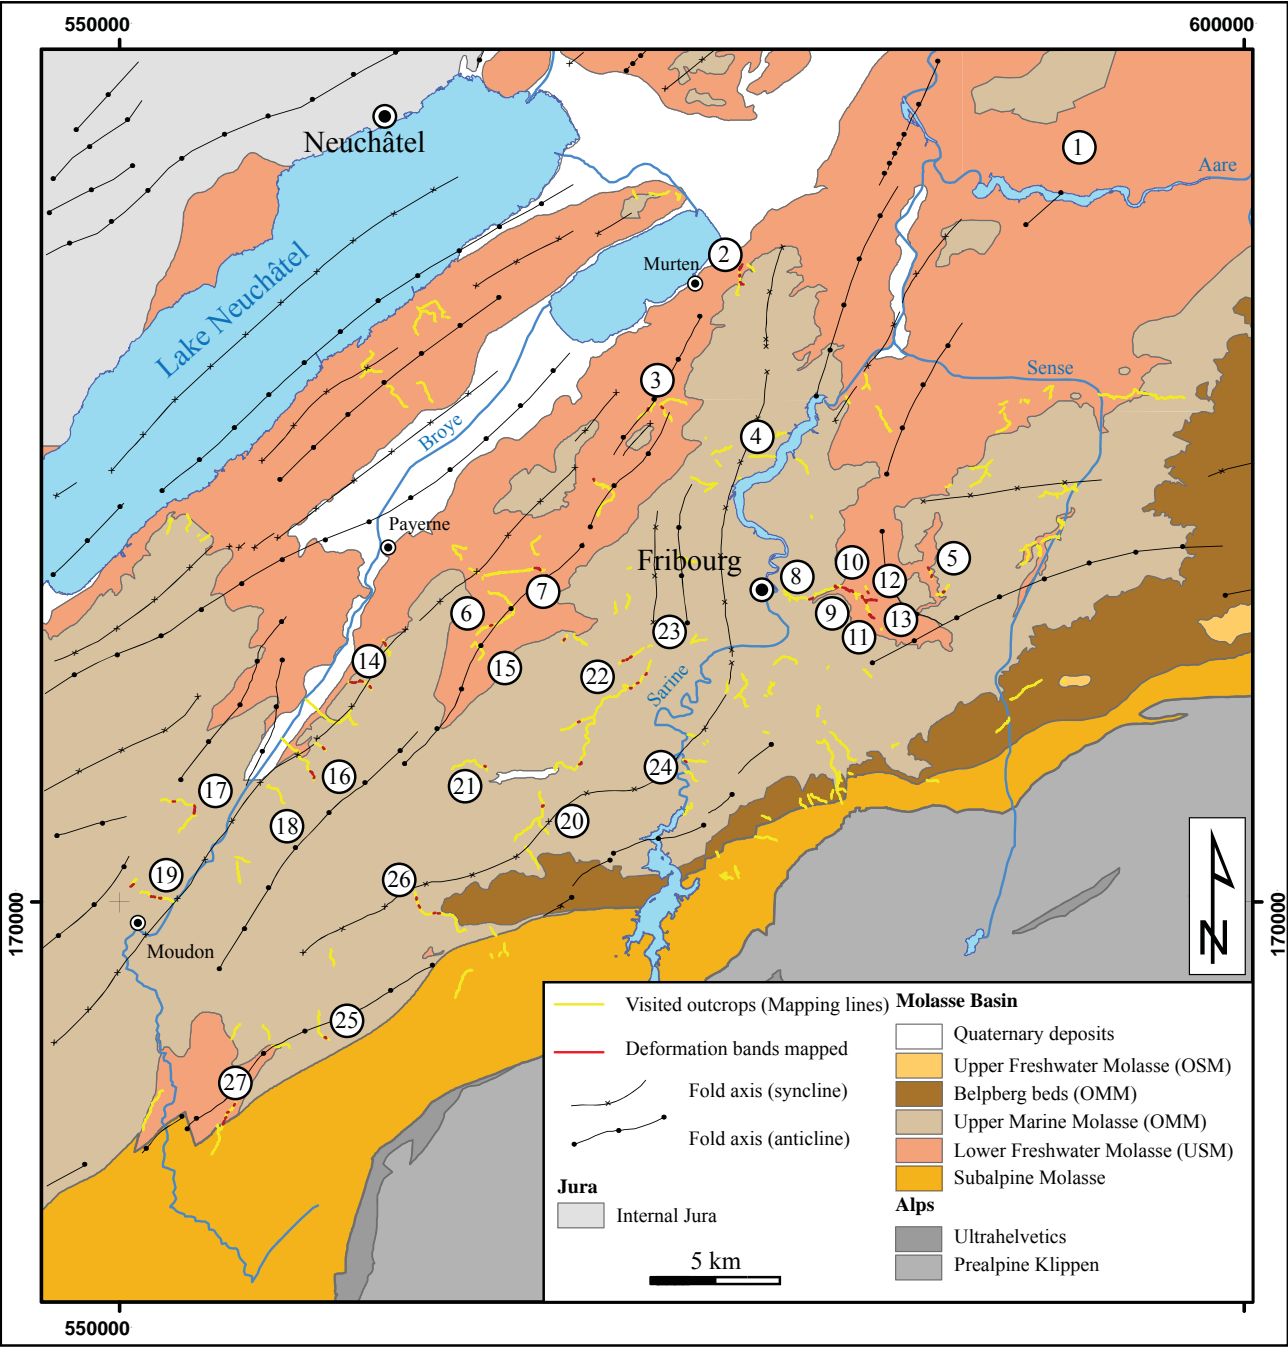 550000
600000
Neuchâtel
1
Aare
Lake Neuchâtel
2
Murten
3
Sense
4
Broye
Payerne
Fribourg
5
10
8
12
7
6
9
13
11
23
14
15
22
Sarine
24
16
21
17
20
18
19
26
170000
170000
Moudon
N
25
27
Visited outcrops (Mapping lines)
Deformation bands mapped
Fold axis (syncline)
Fold axis (anticline)
Jura
Internal Jura
5 km
Molasse Basin
Quaternary deposits
Upper Freshwater Molasse (OSM)
Belpberg beds (OMM)
Upper Marine Molasse (OMM)
Lower Freshwater Molasse (USM)
Subalpine Molasse
Alps
Ultrahelvetics
Prealpine Klippen
550000